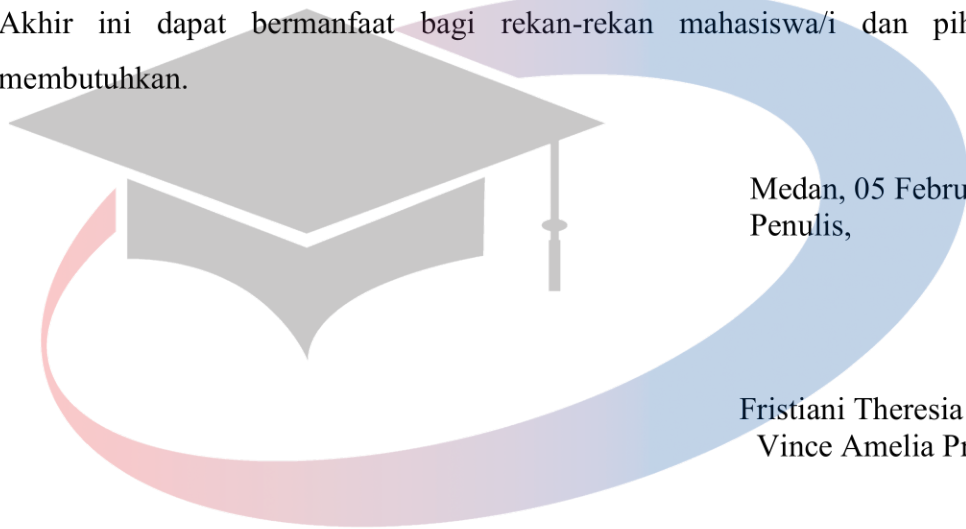 Akhir ini dapat bermanfaat bagi rekan-rekan mahasiswa/i dan
membutuhkan.
Medan, 05
Penulis,
Fristiani Theresia
Vince Amelia